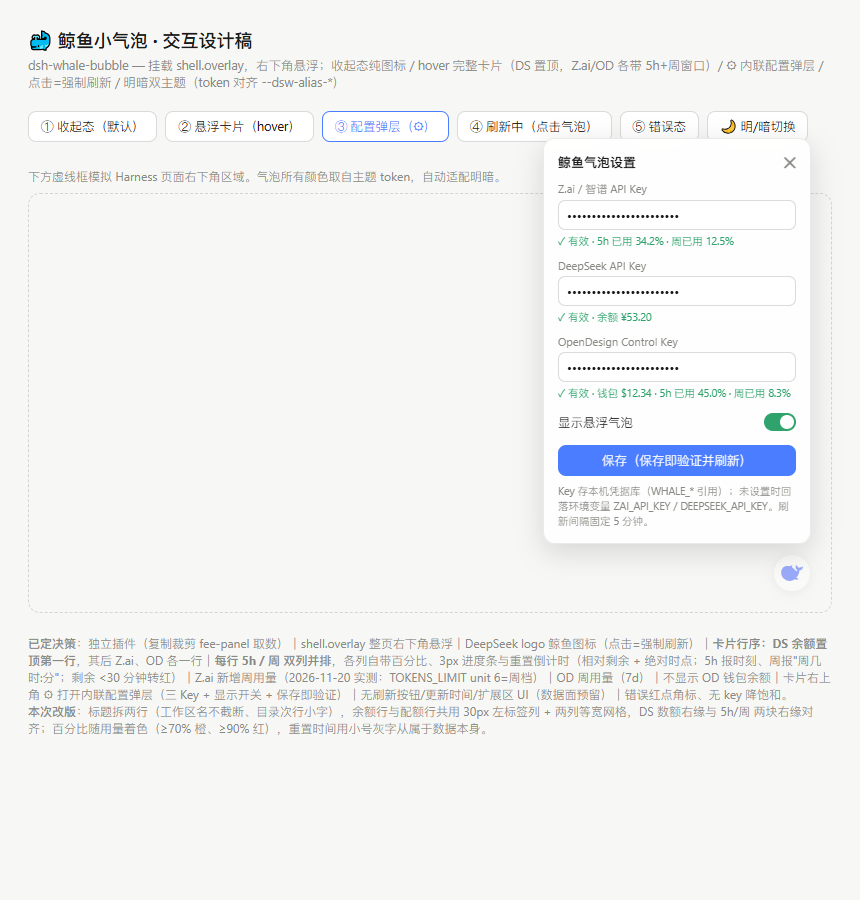 鲸鱼小气泡 · 交互设计稿
dsh-whale-bubble — 挂载 shell.overlay，右下角悬浮；收起态纯图标 / hover 完整卡片（DS 置顶，Z.ai/OD 各带 5h+周窗口）/ ⚙ 内联配置弹层 /
点击=强制刷新 / 明暗双主题（token 对齐 --dsw-alias-*)
① 收起态（默认） ② 悬浮卡片（hover） ③ 配置弹层（⚙） ④ 刷新中（点击气泡） ⑤ 错误态 🌙 明/暗切换
下方虚线框模拟 Harness 页面右下角区域。气泡所有颜色取自主题 token，自动适配明暗。
鲸鱼气泡设置 ✕
Z.ai / 智谱 API Key
•••••••••••••••••••••••
✓ 有效 · 5h 已用 34.2% · 周已用 12.5%
DeepSeek API Key
•••••••••••••••••••••••
✓ 有效 · 余额 ¥53.20
OpenDesign Control Key
•••••••••••••••••••••••
✓ 有效 · 钱包 $12.34 · 5h 已用 45.0% · 周已用 8.3%
显示悬浮气泡
保存（保存即验证并刷新）
Key 存本机凭据库（WHALE_* 引用）；未设置时回
落环境变量 ZAI_API_KEY / DEEPSEEK_API_KEY。刷
新间隔固定 5 分钟。
已定决策：独立插件（复制裁剪 fee-panel 取数）｜shell.overlay 整页右下角悬浮｜DeepSeek logo 鲸鱼图标（点击=强制刷新）｜卡片行序：DS 余额置
顶第一行，其后 Z.ai、OD 各一行｜每行 5h / 周 双列并排，各列自带百分比、3px 进度条与重置倒计时（相对剩余 + 绝对时点；5h 报时刻、周报"周几
时:分"；剩余 <30 分钟转红）｜Z.ai 新增周用量（2026-11-20 实测：TOKENS_LIMIT unit 6=周档）｜OD 周用量（7d）｜不显示 OD 钱包余额｜卡片右上
角 ⚙ 打开内联配置弹层（三 Key + 显示开关 + 保存即验证）｜无刷新按钮/更新时间/扩展区 UI（数据面预留）｜错误红点角标、无 key 降饱和。
本次改版：标题拆两行（工作区名不截断、目录次行小字），余额行与配额行共用 30px 左标签列 + 两列等宽网格，DS 数额右缘与 5h/周 两块右缘对
齐；百分比随用量着色（≥70% 橙、≥90% 红），重置时间用小号灰字从属于数据本身。